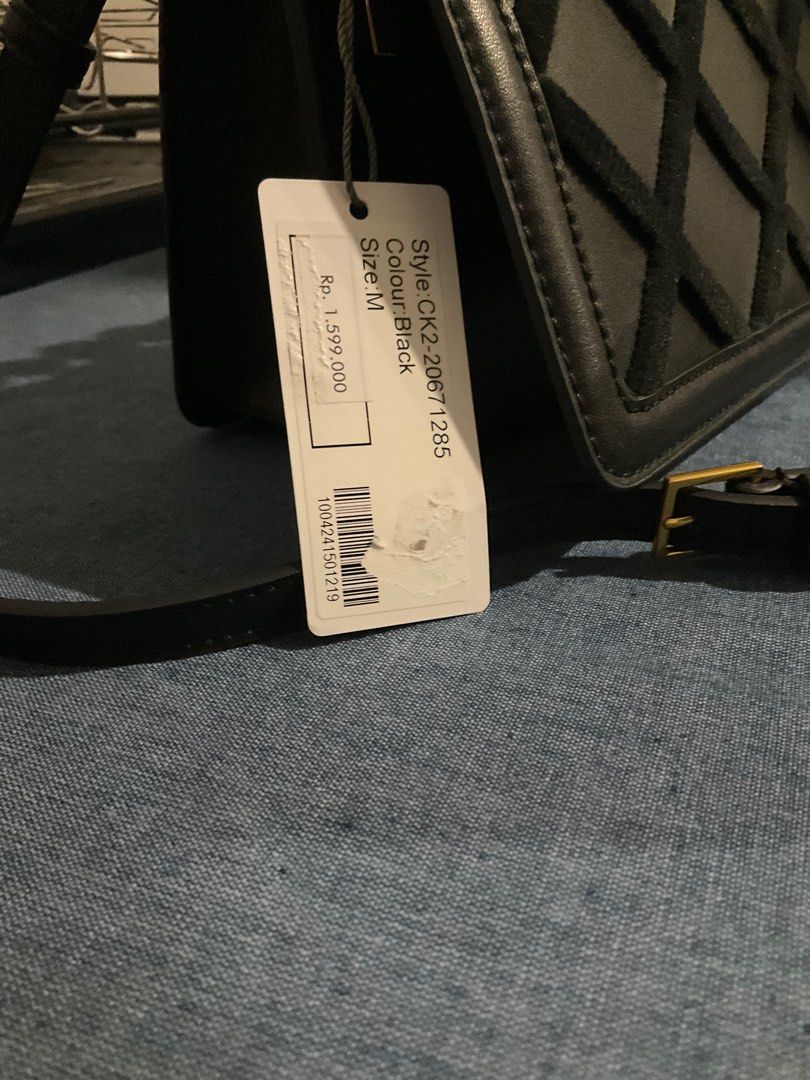 Style:CK2-20671285
Colour:Black
Size:M
Rp. 1.599.000
1004241501219